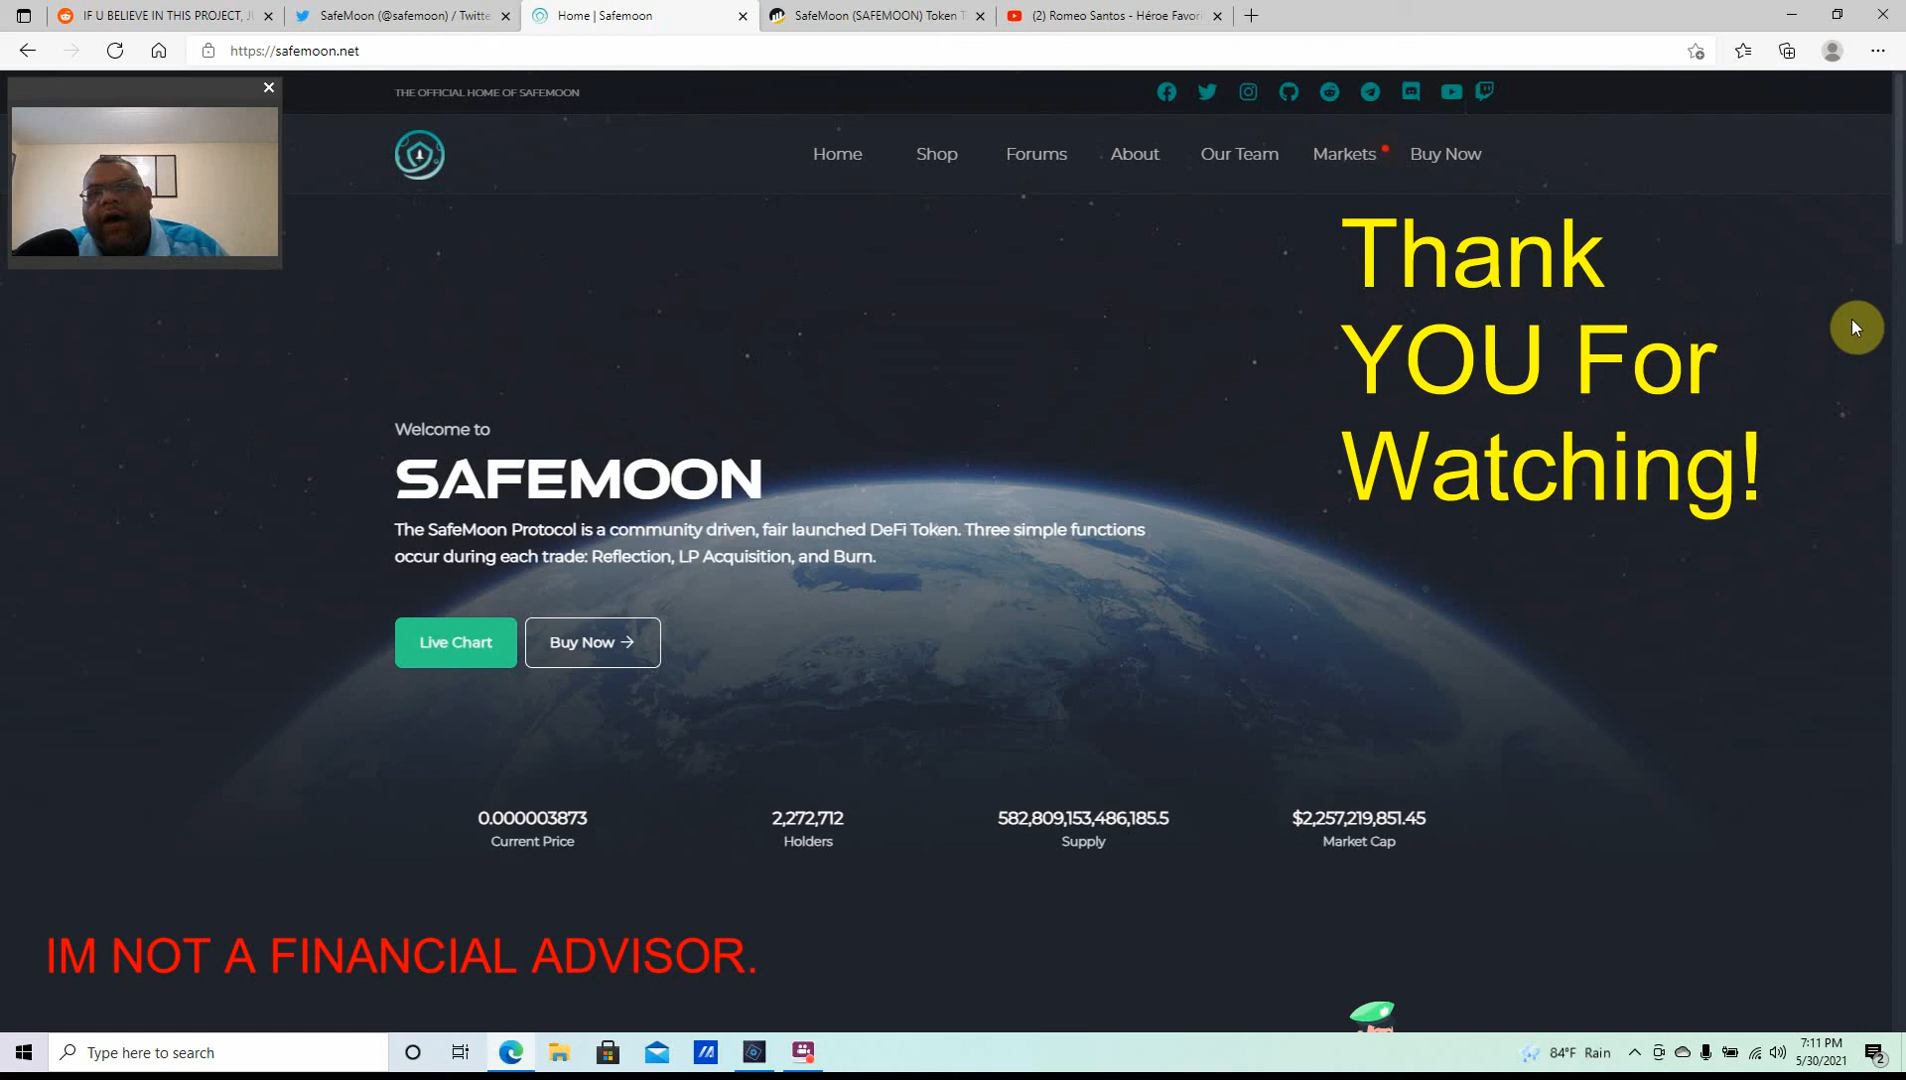 IF U BELIEVE IN THIS PROJECT, JU
SafeMoon (@safemoon) / Twitte
Home | Safemoon
SafeMoon (SAFEMOON) Token T
(2) Romeo Santos - Héroe Favori
https://safemoon.net
THE OFFICIAL HOME OF SAFEMOON
Home Shop Forums About Our Team Markets Buy Now
Thank
YOU For
Watching!
Welcome to
SAFEMOON
The SafeMoon Protocol is a community driven, fair launched DeFi Token. Three simple functions
occur during each trade: Reflection, LP Acquisition, and Burn.
Live Chart Buy Now →
0.000003873 2,272,712 582,809,153,486,185.5 $2,257,219,851.45
Current Price Holders Supply Market Cap
IM NOT A FINANCIAL ADVISOR.
Type here to search
84°F Rain
7:11 PM
5/30/2021
2